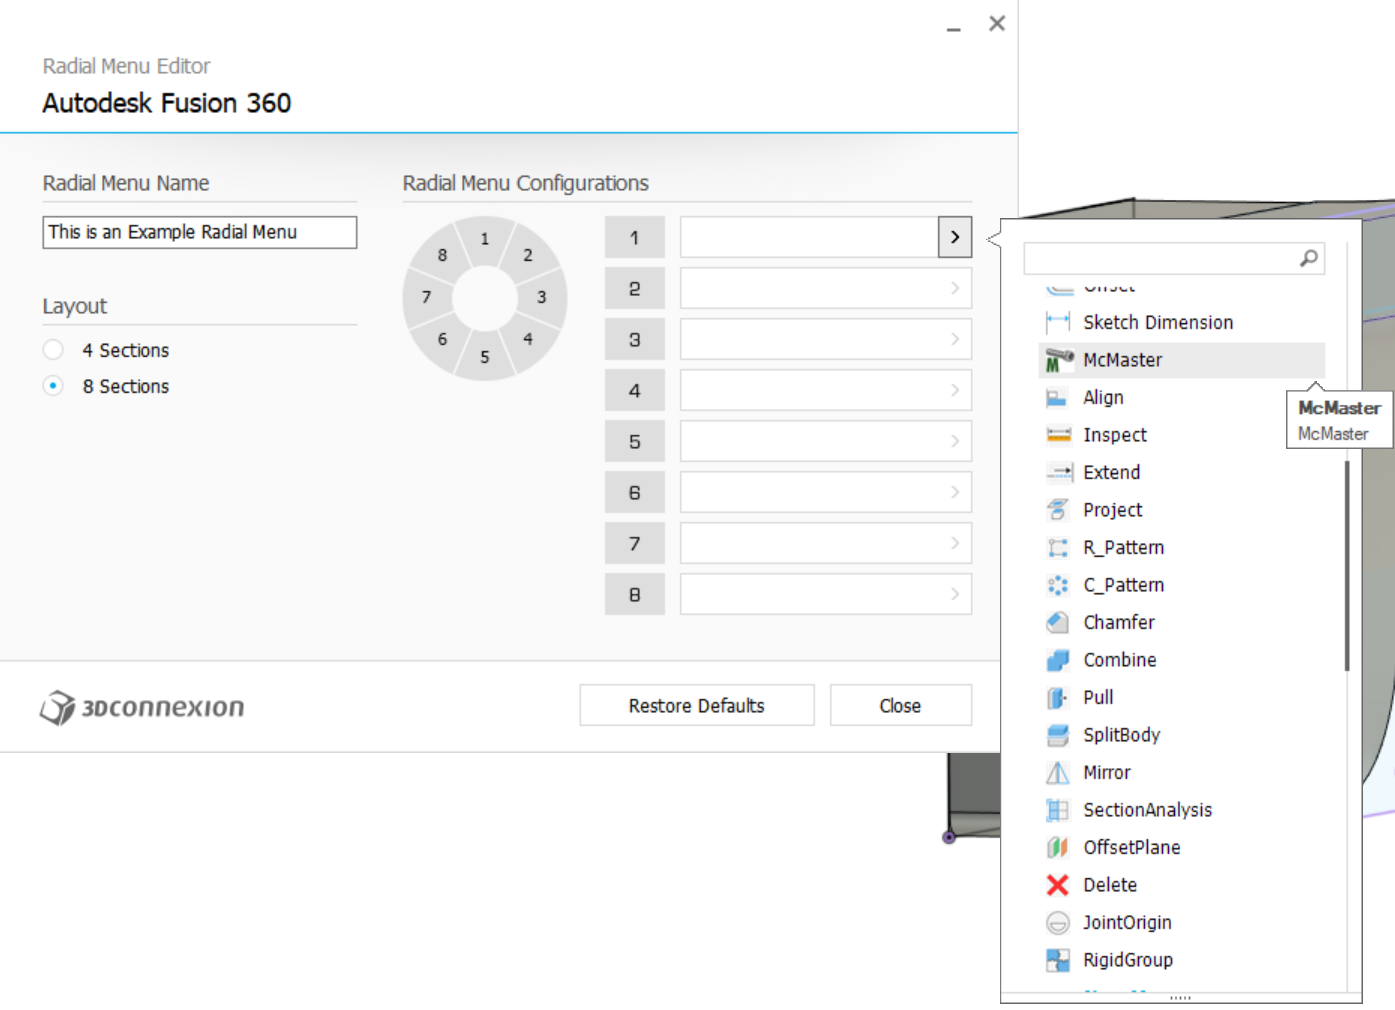 Radial Menu Editor
Autodesk Fusion 360
Radial Menu Name
This is an Example Radial Menu
Layout
4 Sections
8 Sections
Radial Menu Configurations
1
2
3
4
5
6
7
8
1
2
3
4
5
6
7
8
3Dconnexion
Restore Defaults
Close
Offset
Sketch Dimension
McMaster
Align
Inspect
Extend
Project
R_Pattern
C_Pattern
Chamfer
Combine
Pull
SplitBody
Mirror
SectionAnalysis
OffsetPlane
Delete
JointOrigin
RigidGroup
McMaster
McMaster